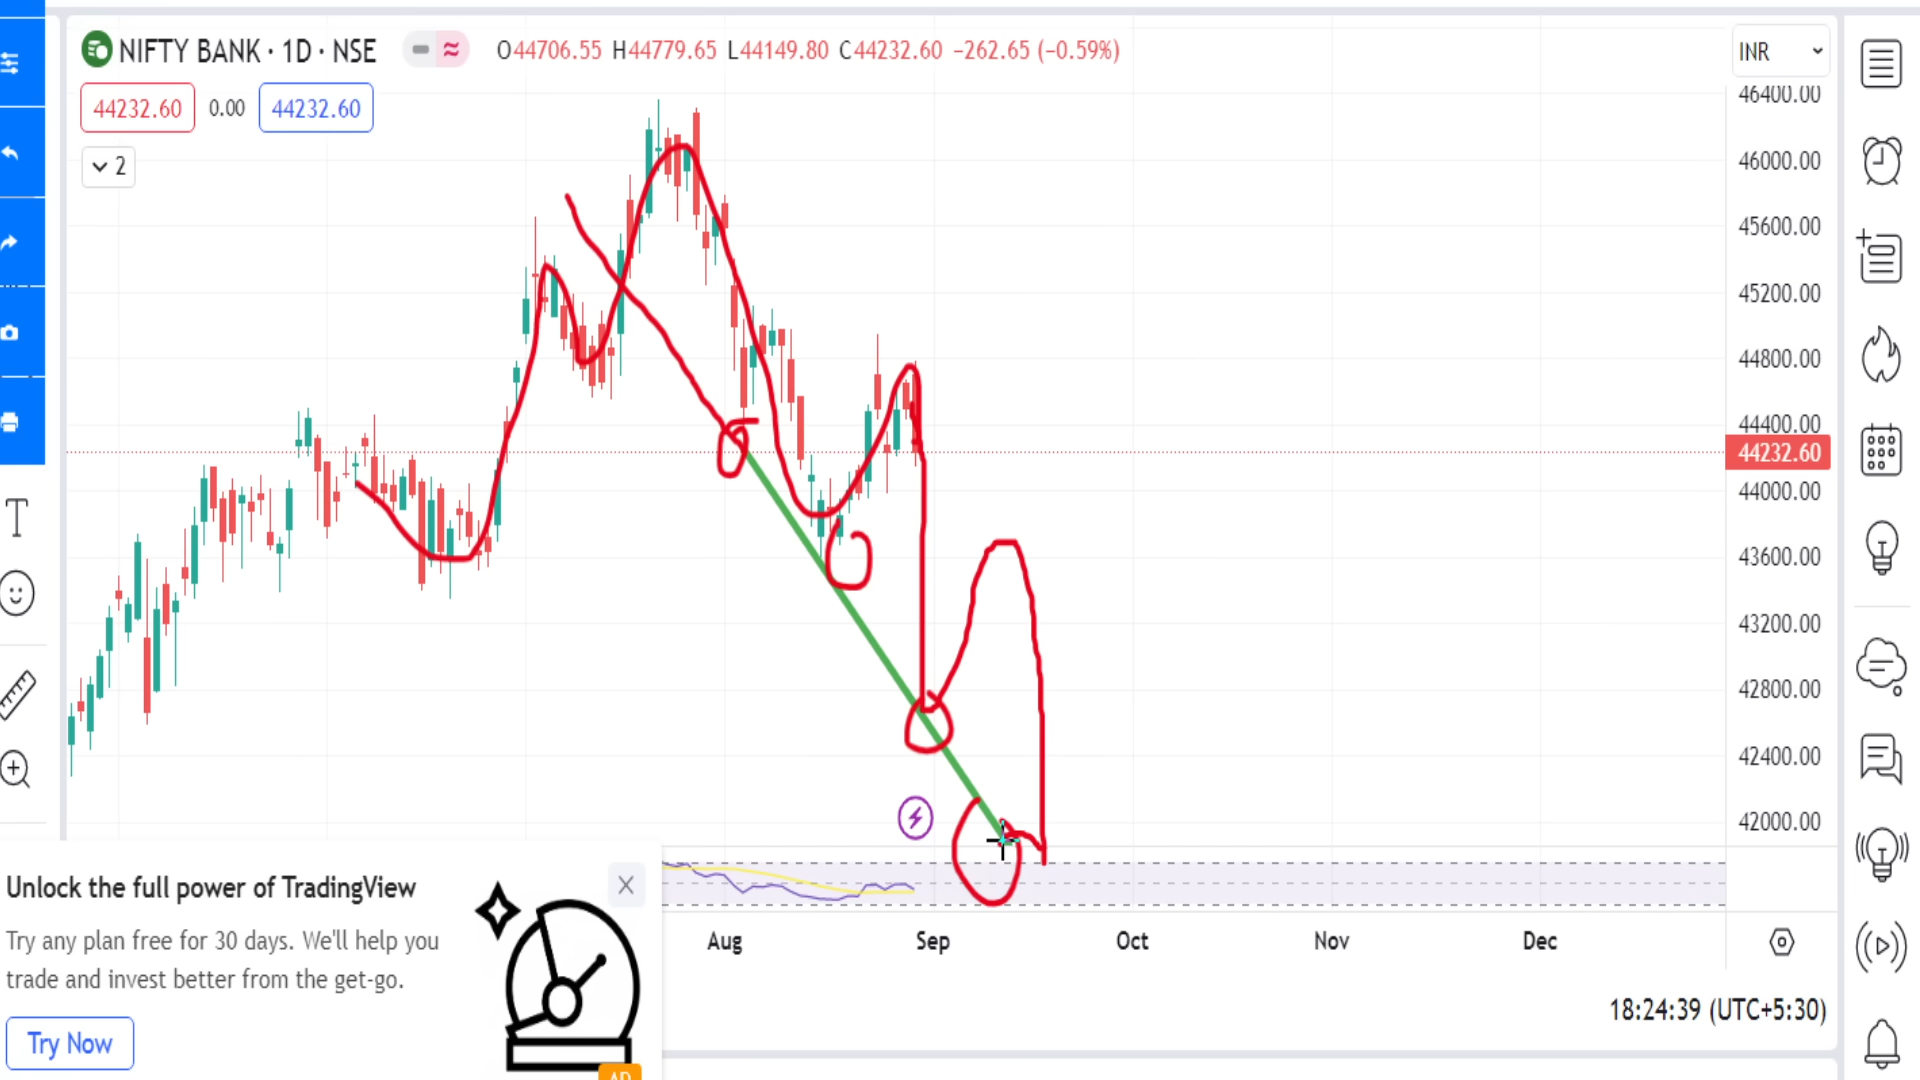 NIFTY BANK · 1D · NSE
O44706.55 H44779.65 L44149.80 C44232.60 −262.65 (−0.59%)
INR
44232.60 0.00 44232.60
2
46400.00
46000.00
45600.00
45200.00
44800.00
44400.00
44232.60
44000.00
43600.00
43200.00
42800.00
42400.00
42000.00
Aug Sep Oct Nov Dec
18:24:39 (UTC+5:30)
Unlock the full power of TradingView
Try any plan free for 30 days. We'll help you
trade and invest better from the get-go.
Try Now
AD